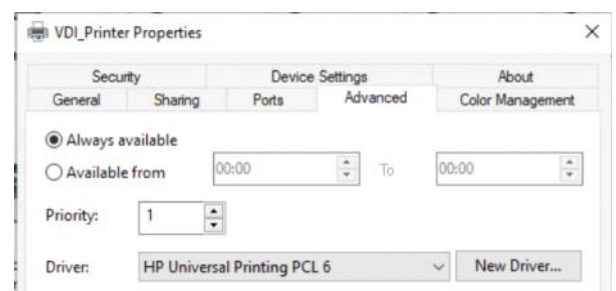 VDI_Printer Properties
Security Device Settings About
General Sharing Ports Advanced Color Management
Always available
Available from 00:00 To 00:00
Priority: 1
Driver: HP Universal Printing PCL 6 New Driver...